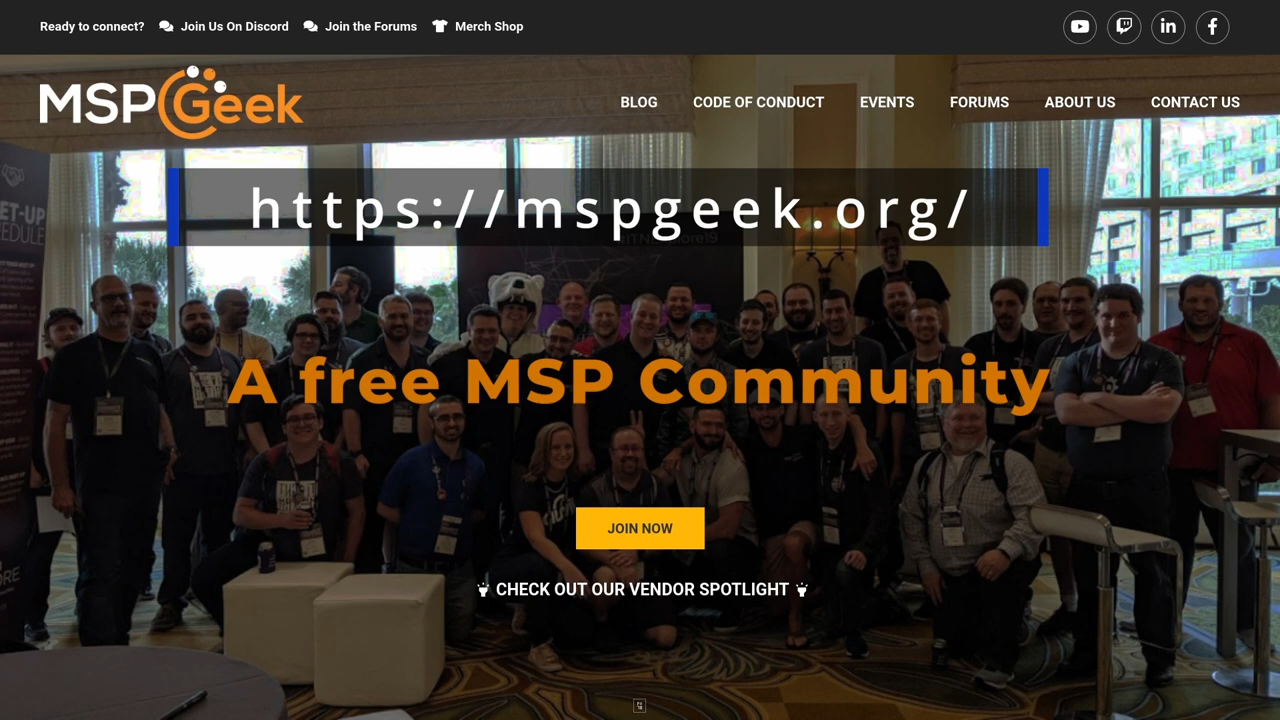 Ready to connect? Join Us On Discord Join the Forums Merch Shop
MSPGeek
BLOG CODE OF CONDUCT EVENTS FORUMS ABOUT US CONTACT US
https://mspgeek.org/
A free MSP Community
JOIN NOW
CHECK OUT OUR VENDOR SPOTLIGHT